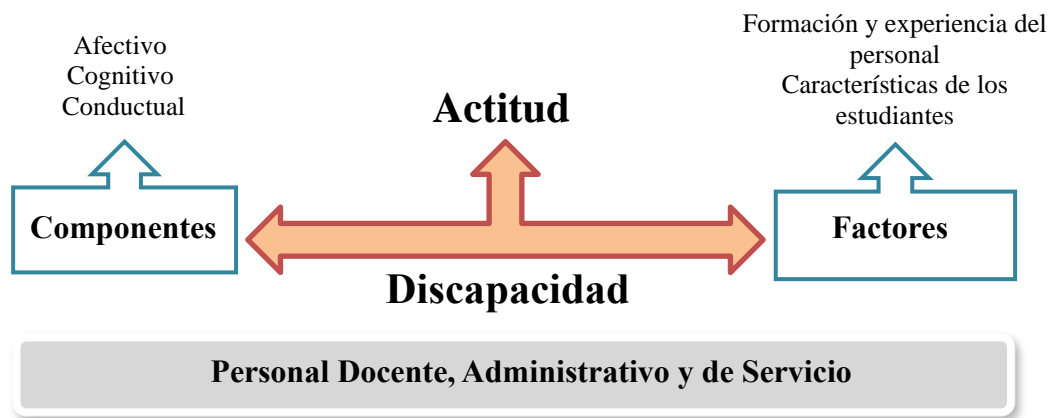 Afectivo
Cognitivo
Conductual
Componentes
Actitud
Discapacidad
Formación y experiencia del
personal
Características de los
estudiantes
Factores
Personal Docente, Administrativo y de Servicio